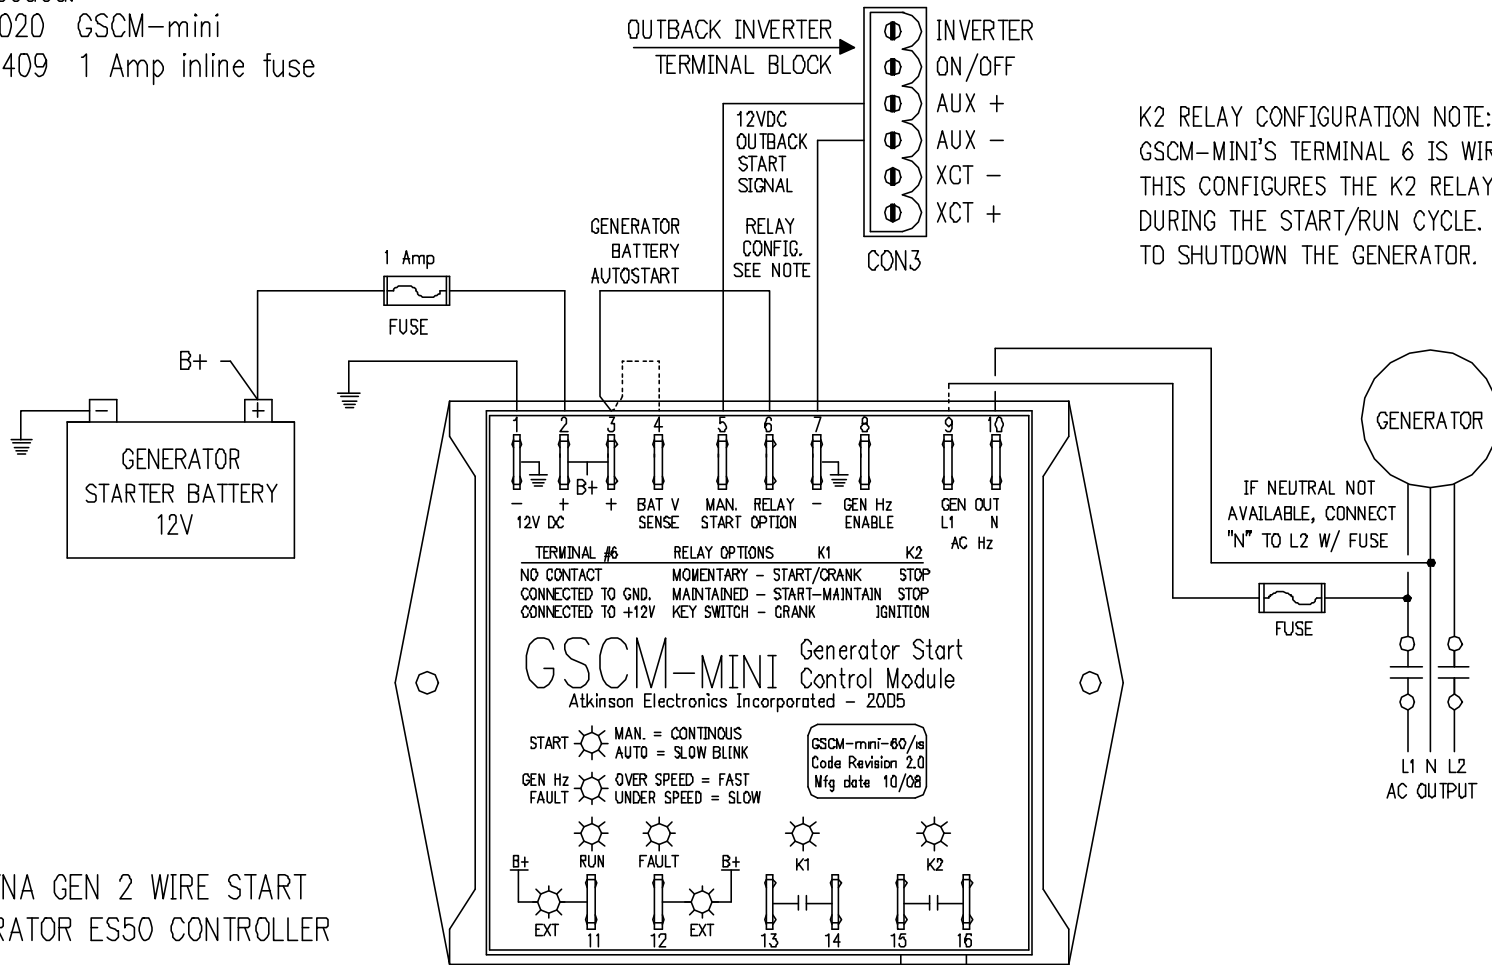 020 GSCM-mini
409 1 Amp inline fuse
OUTBACK INVERTER
TERMINAL BLOCK
INVERTER
ON/OFF
AUX +
AUX -
XCT -
XCT +
CON3
12VDC
OUTBACK
START
SIGNAL
K2 RELAY CONFIGURATION NOTE:
GSCM-MINI'S TERMINAL 6 IS
THIS CONFIGURES THE K2 RELAY
DURING THE START/RUN CYCLE.
TO SHUTDOWN THE GENERATOR.
GENERATOR
BATTERY
AUTOSTART
RELAY
CONFIG.
SEE NOTE
1 Amp
FUSE
B+
- +
GENERATOR
STARTER BATTERY
12V
GENERATOR
IF NEUTRAL NOT
AVAILABLE, CONNECT
"N" TO L2 W/ FUSE
FUSE
L1 N L2
AC OUTPUT
1 2 3 4 5 6 7 8 9 10
B+
- + + BAT V MAN. RELAY - GEN Hz GEN OUT
12V DC SENSE START OPTION ENABLE L1 N
AC Hz
TERMINAL #6 RELAY OPTIONS K1 K2
NO CONTACT MOMENTARY - START/CRANK STOP
CONNECTED TO GND. MAINTAINED - START-MAINTAIN STOP
CONNECTED TO +12V KEY SWITCH - CRANK IGNITION
GSCM-MINI Generator Start
Control Module
Atkinson Electronics Incorporated - 2005
START MAN. = CONTINOUS
AUTO = SLOW BLINK
GEN Hz OVER SPEED = FAST
FAULT UNDER SPEED = SLOW
GSCM-mini-60/is
Code Revision 2.0
Mfg date 10/08
B+ RUN FAULT B+ K1 K2
EXT 11 12 EXT 13 14 15 16
NA GEN 2 WIRE START
RATOR ES50 CONTROLLER